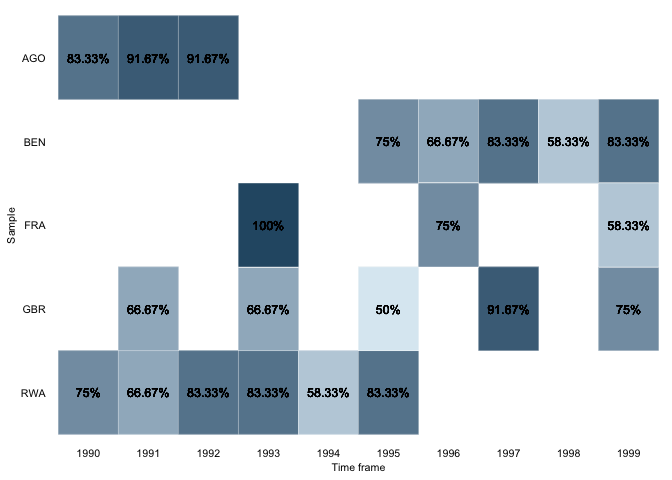 AGO 83.33% 91.67% 91.67%
BEN 75% 66.67% 83.33% 58.33% 83.33%
FRA 100% 75% 58.33%
Sample
GBR 66.67% 66.67% 50% 91.67% 75%
RWA 75% 66.67% 83.33% 83.33% 58.33% 83.33%
1990 1991 1992 1993 1994 1995 1996 1997 1998 1999
Time frame